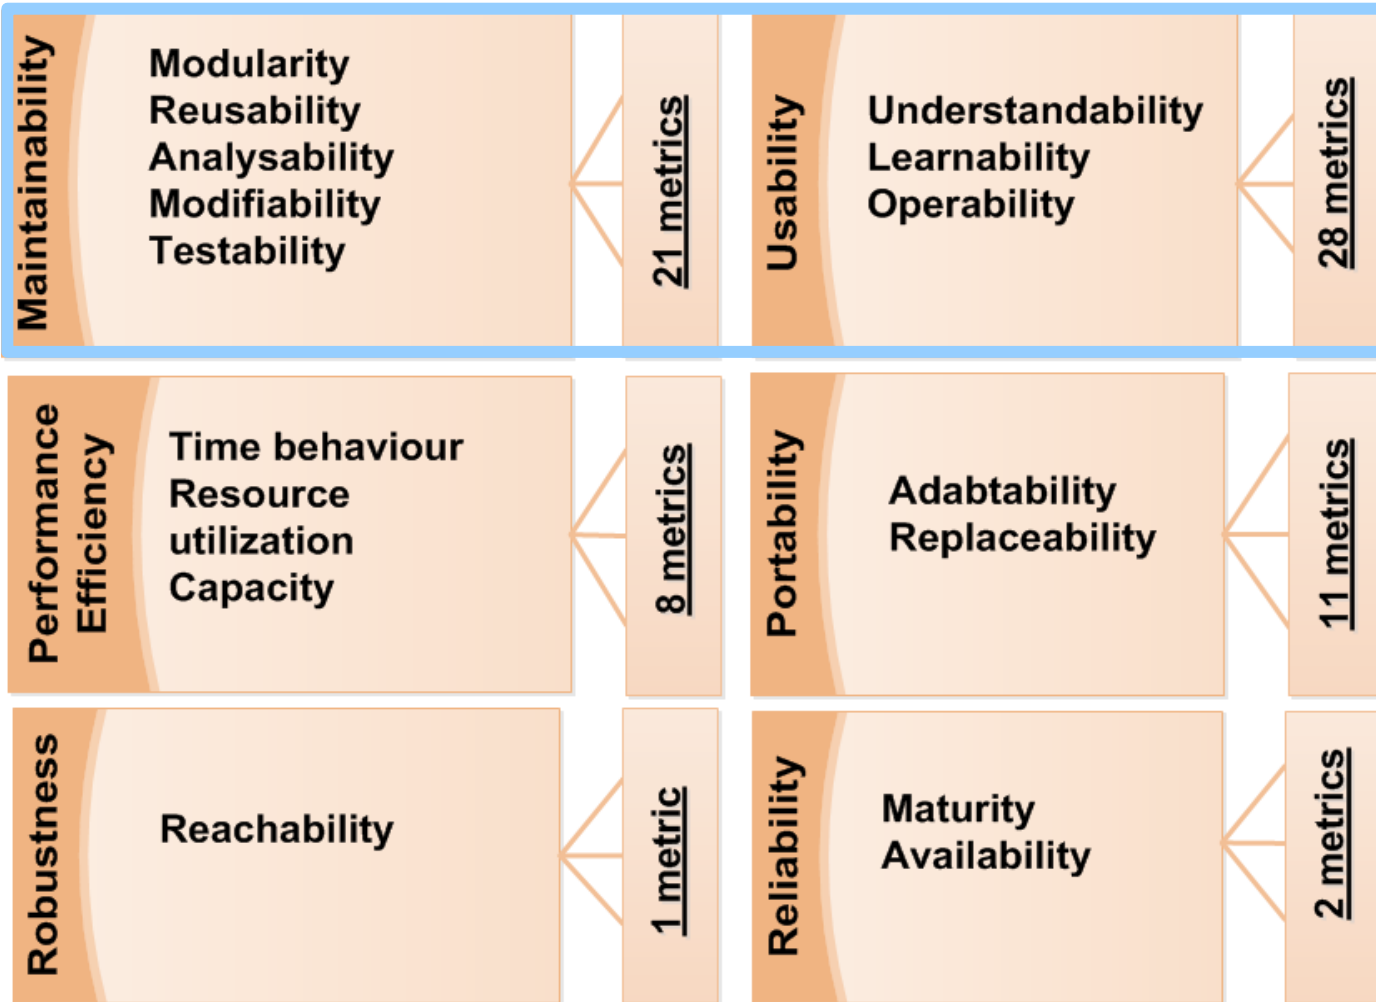 Maintainability
Modularity
Reusability
Analysability
Modifiability
Testability
21 metrics
Usability
Understandability
Learnability
Operability
28 metrics
Performance
Efficiency
Time behaviour
Resource
utilization
Capacity
8 metrics
Portability
Adabtability
Replaceability
11 metrics
Robustness
Reachability
1 metric
Reliability
Maturity
Availability
2 metrics